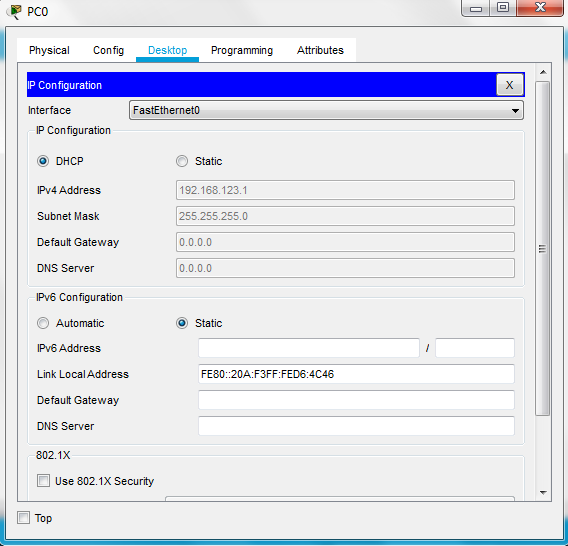 PC0
Physical Config Desktop Programming Attributes
IP Configuration X
Interface FastEthernet0
IP Configuration
DHCP Static
IPv4 Address 192.168.123.1
Subnet Mask 255.255.255.0
Default Gateway 0.0.0.0
DNS Server 0.0.0.0
IPv6 Configuration
Automatic Static
IPv6 Address /
Link Local Address FE80::20A:F3FF:FED6:4C46
Default Gateway
DNS Server
802.1X
Use 802.1X Security
Top